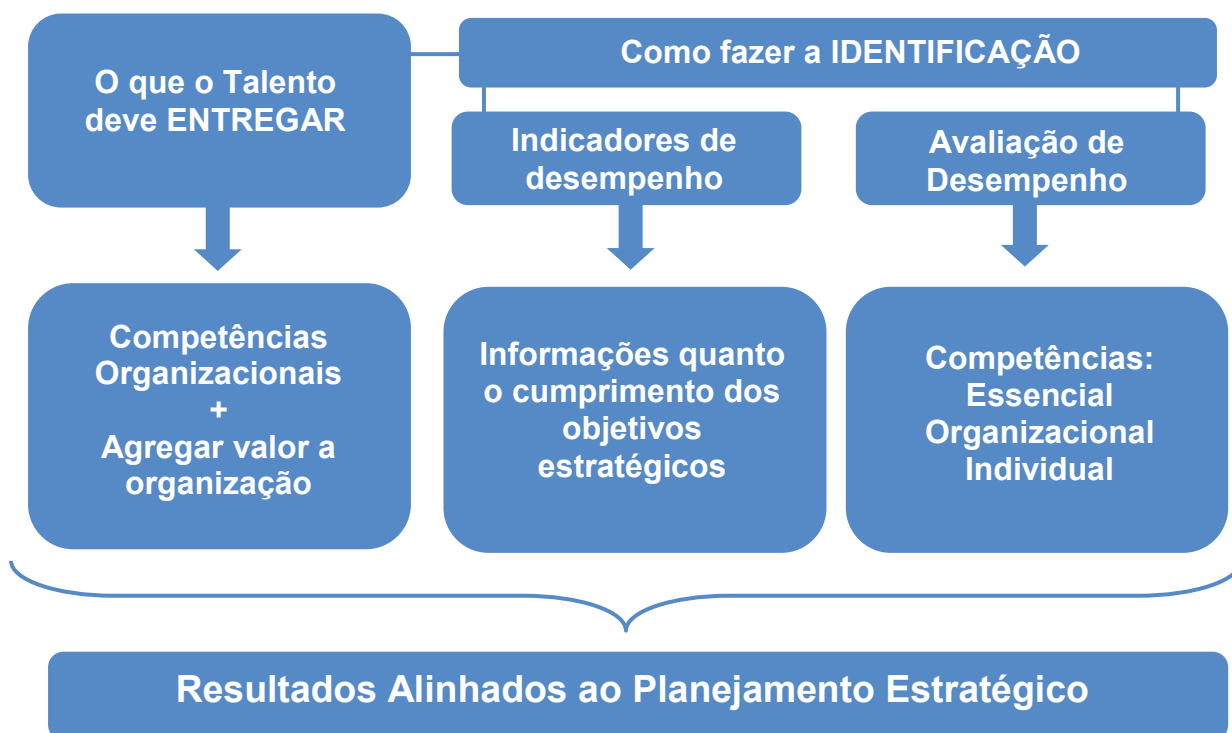 O que o Talento
deve ENTREGAR
Como fazer a IDENTIFICAÇÃO
Indicadores de
desempenho
Avaliação de
Desempenho
Competências
Organizacionais
+
Agregar valor a
organização
Informações quanto
o cumprimento dos
objetivos
estratégicos
Competências:
Essencial
Organizacional
Individual
Resultados Alinhados ao Planejamento Estratégico